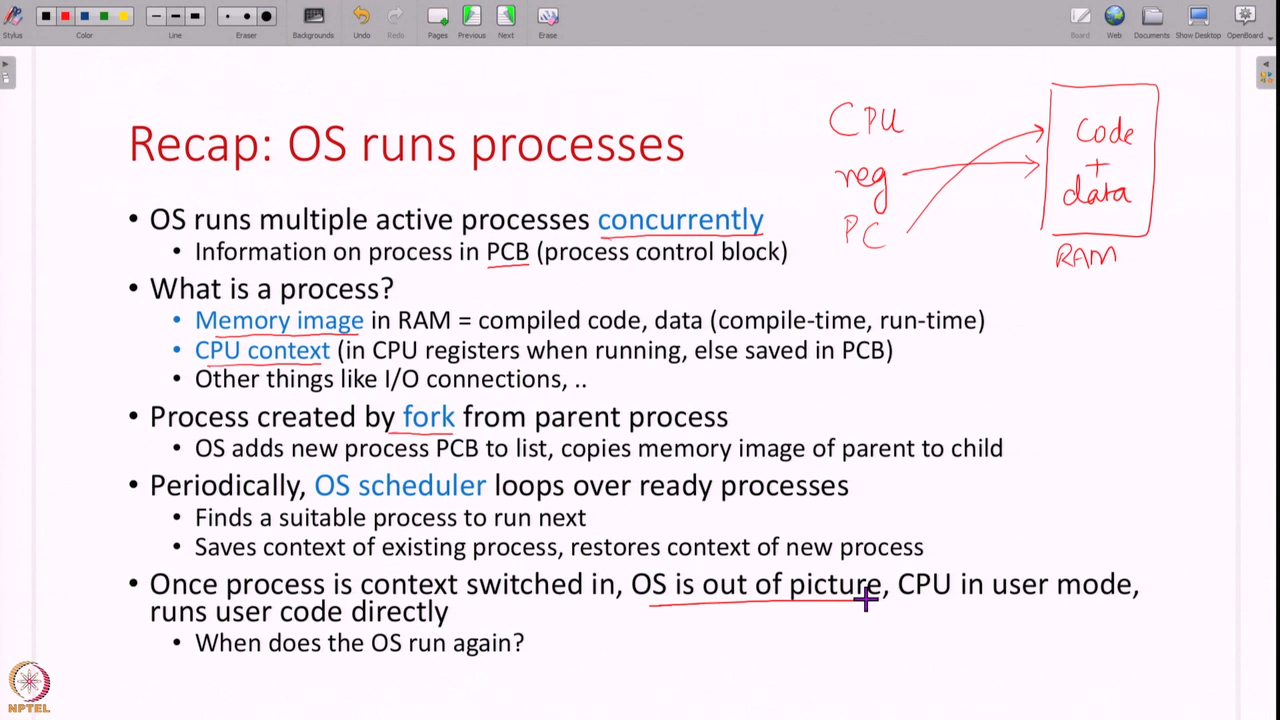 Stylus
Color
Line
Eraser
Backgrounds
Undo
Redo
Pages
Previous
Next
Erase
Board
Web
Documents
Show Desktop
OpenBoard
Recap: OS runs processes
• OS runs multiple active processes concurrently
• Information on process in PCB (process control block)
• What is a process?
• Memory image in RAM = compiled code, data (compile-time, run-time)
• CPU context (in CPU registers when running, else saved in PCB)
• Other things like I/O connections, ..
• Process created by fork from parent process
• OS adds new process PCB to list, copies memory image of parent to child
• Periodically, OS scheduler loops over ready processes
• Finds a suitable process to run next
• Saves context of existing process, restores context of new process
• Once process is context switched in, OS is out of picture, CPU in user mode,
runs user code directly
• When does the OS run again?
CPU
reg
PC
Code
+
data
RAM
NPTEL